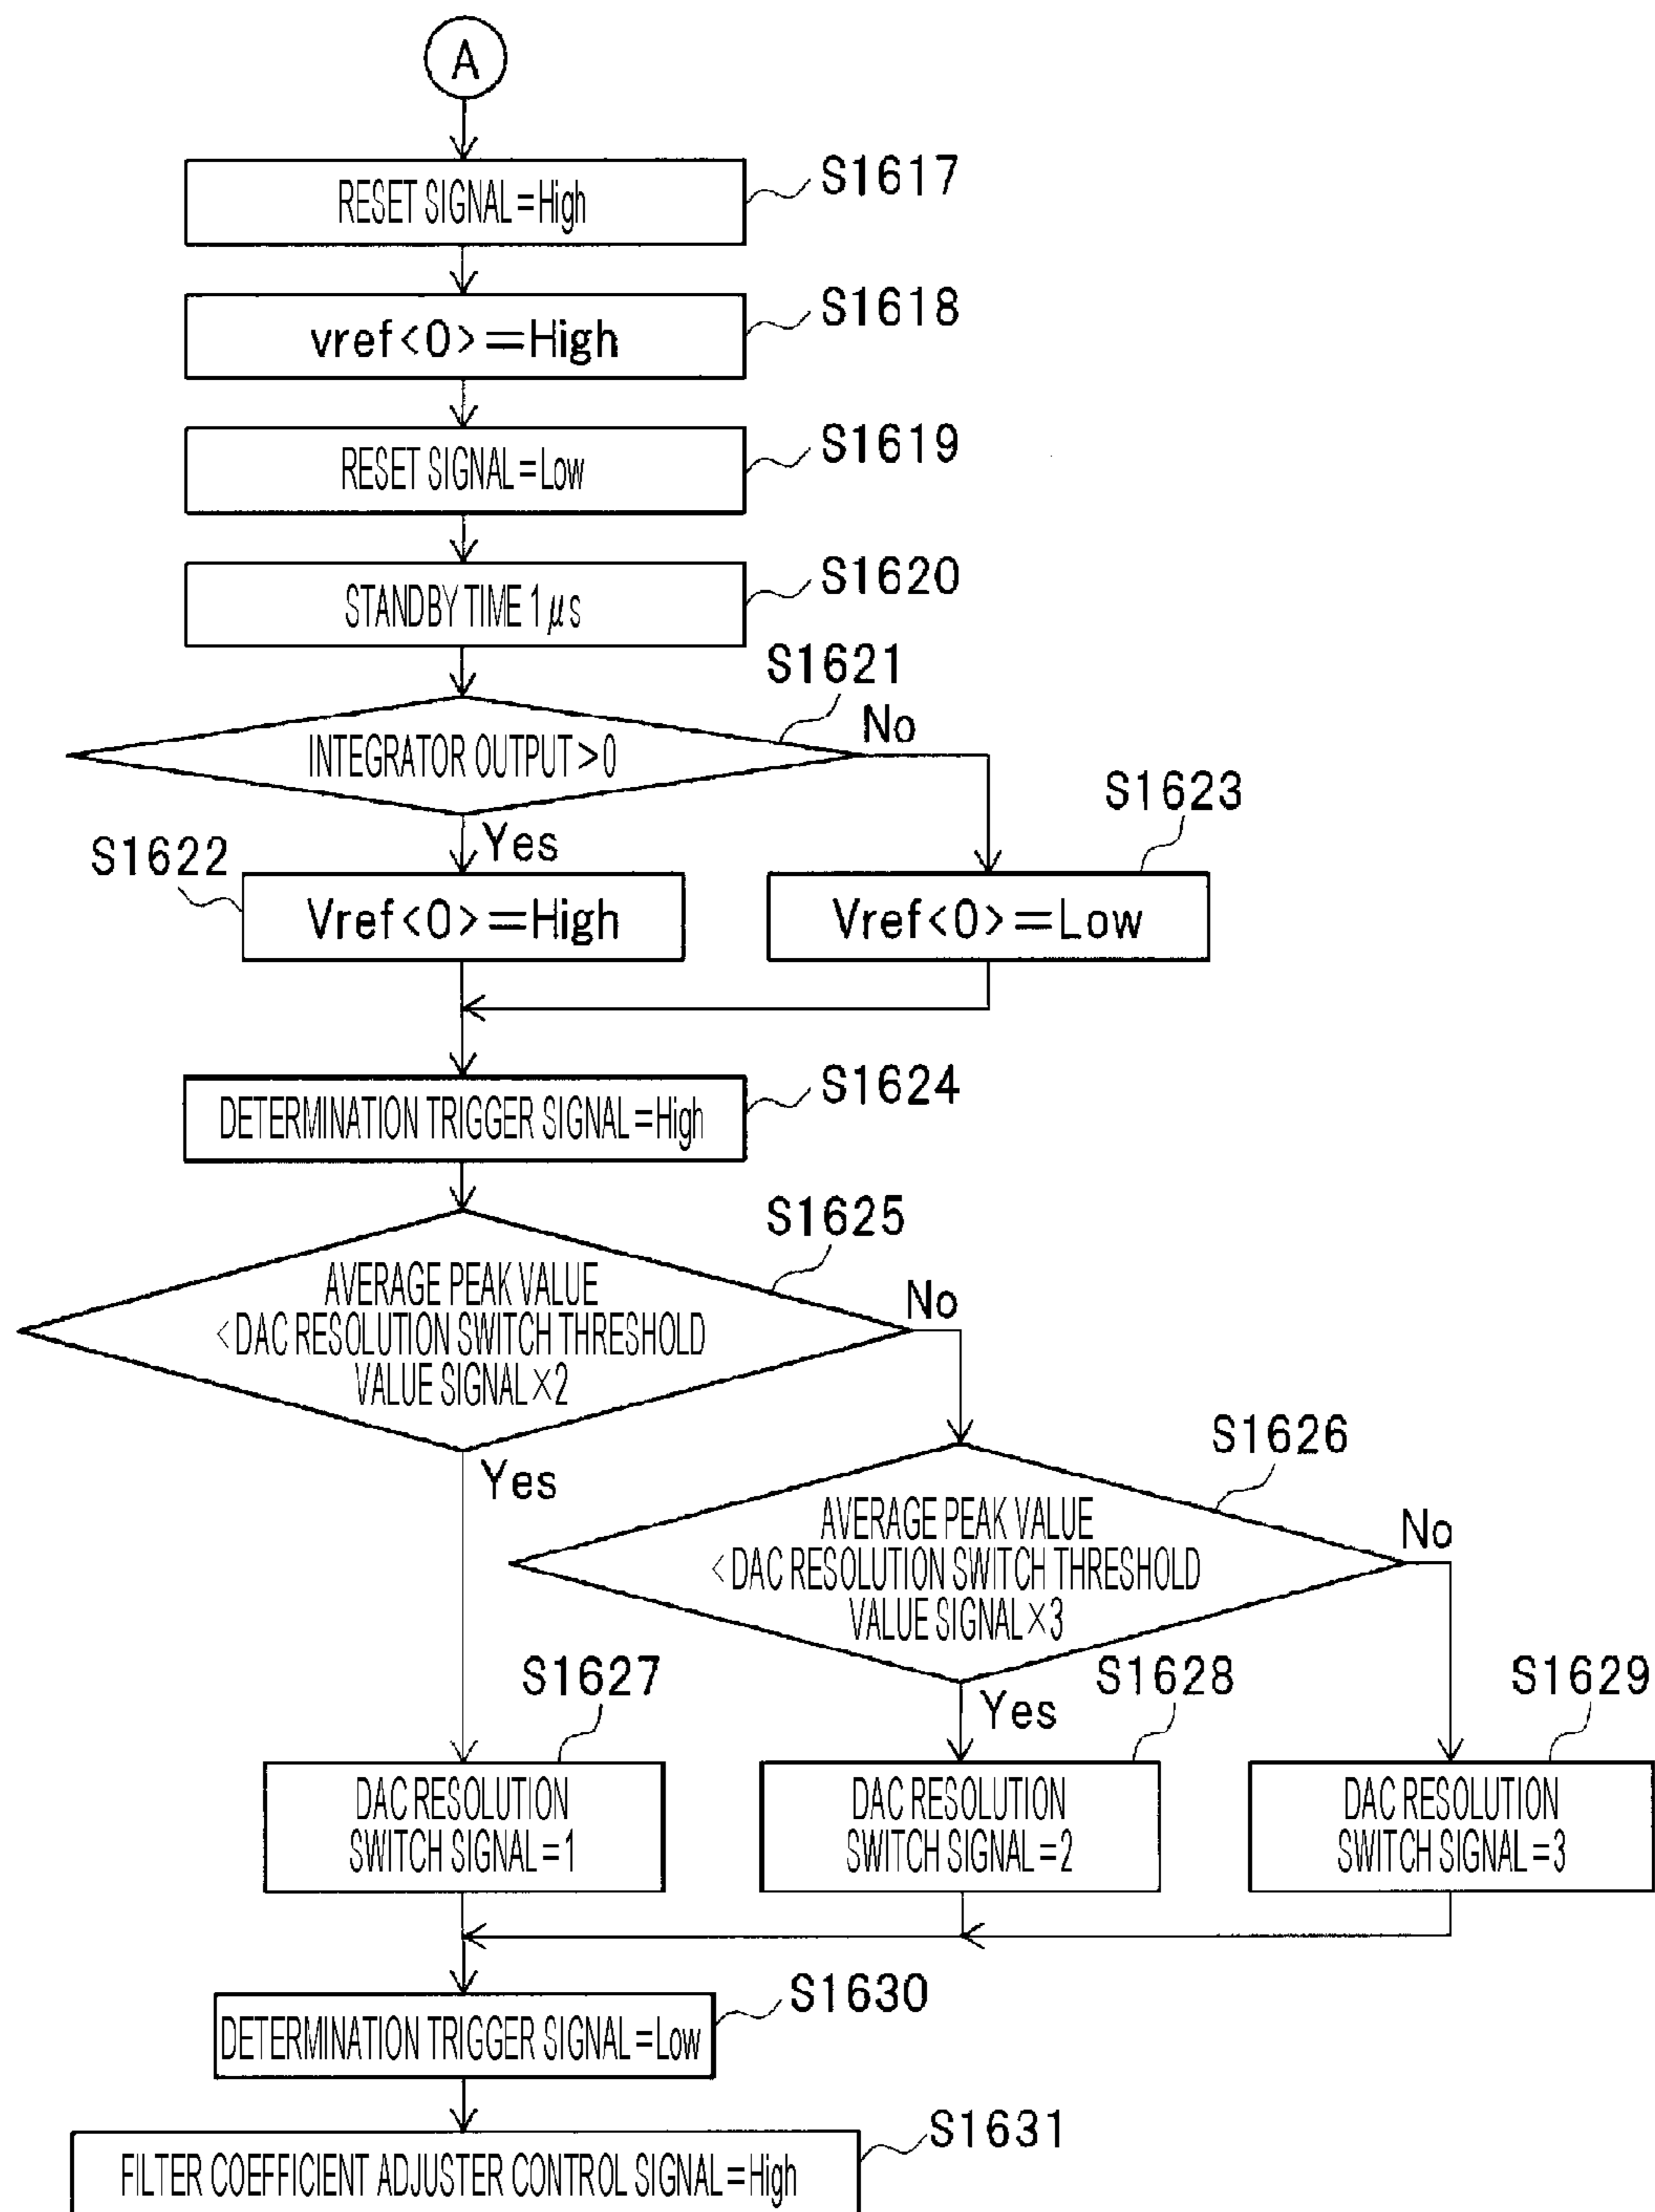 A
S1617
RESET SIGNAL=High
S1618
vref<0>=High
S1619
RESET SIGNAL=Low
S1620
STANDBY TIME 1μs
S1621
INTEGRATOR OUTPUT>0
No
Yes
S1622
Vref<0>=High
S1623
Vref<0>=Low
S1624
DETERMINATION TRIGGER SIGNAL=High
S1625
AVERAGE PEAK VALUE
<DAC RESOLUTION SWITCH THRESHOLD
VALUE SIGNAL×2
No
Yes
S1626
AVERAGE PEAK VALUE
<DAC RESOLUTION SWITCH THRESHOLD
VALUE SIGNAL×3
No
Yes
S1627
DAC RESOLUTION
SWITCH SIGNAL=1
S1628
DAC RESOLUTION
SWITCH SIGNAL=2
S1629
DAC RESOLUTION
SWITCH SIGNAL=3
S1630
DETERMINATION TRIGGER SIGNAL=Low
S1631
FILTER COEFFICIENT ADJUSTER CONTROL SIGNAL=High